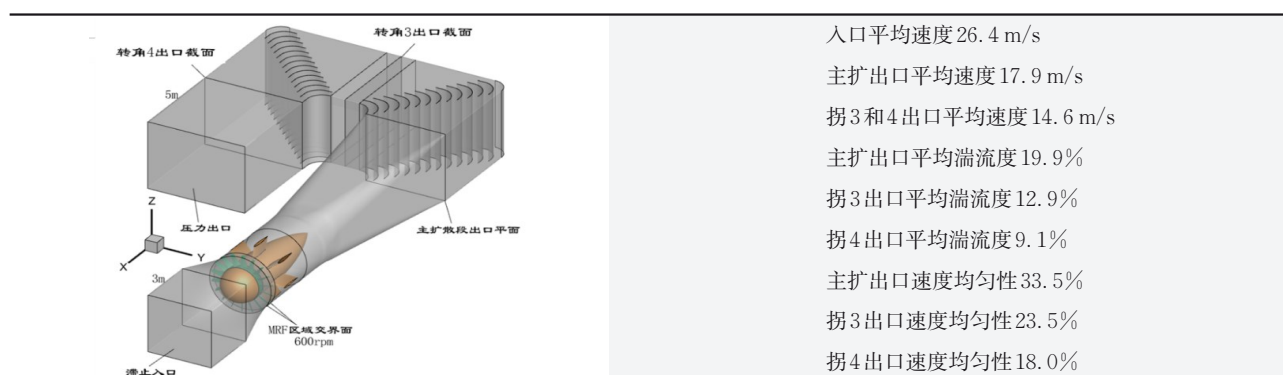 转角4出口截面
转角3出口截面
5m
Z
Y
X
压力出口
主扩散段出口平面
3m
MRF区域交界面
600rpm
入口平均速度26.4 m/s
主扩出口平均速度17.9 m/s
拐3和4出口平均速度14.6 m/s
主扩出口平均湍流度19.9%
拐3出口平均湍流度12.9%
拐4出口平均湍流度9.1%
主扩出口速度均匀性33.5%
拐3出口速度均匀性23.5%
拐4出口速度均匀性18.0%